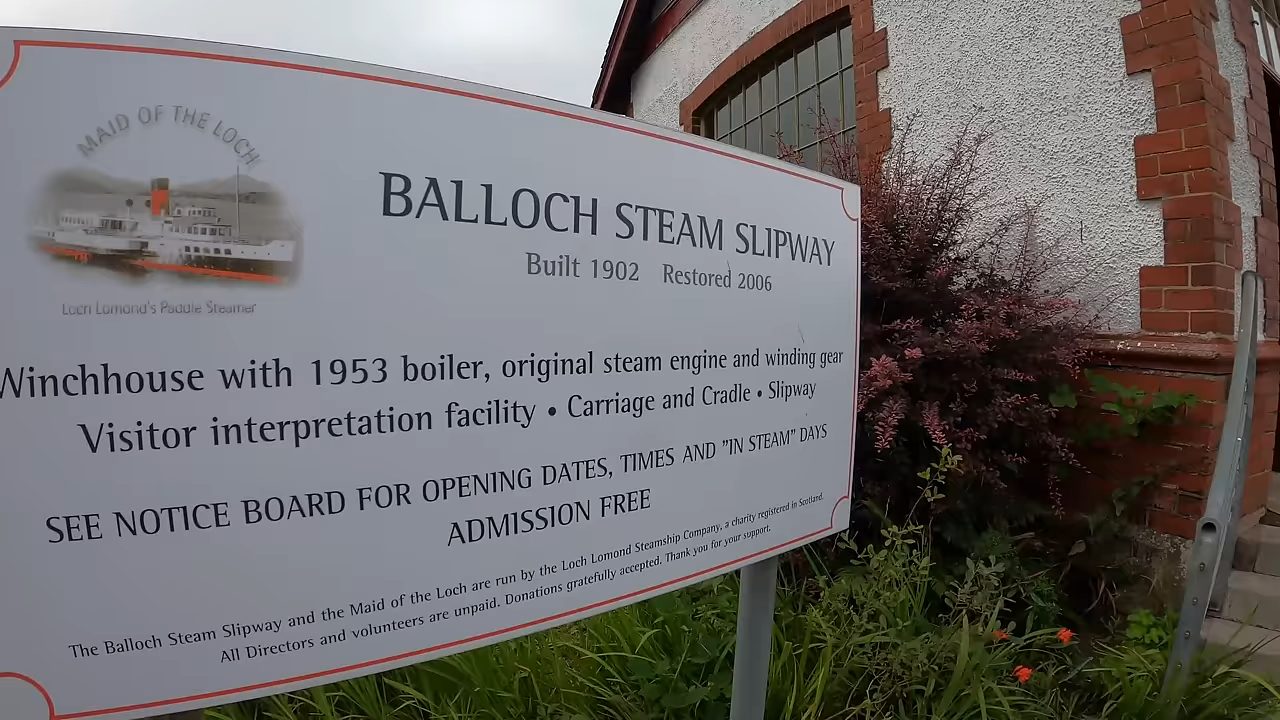 MAID OF THE LOCH
Loch Lomond's Paddle Steamer
BALLOCH STEAM SLIPWAY
Built 1902 Restored 2006
Winchhouse with 1953 boiler, original steam engine and winding gear
Visitor interpretation facility • Carriage and Cradle • Slipway
SEE NOTICE BOARD FOR OPENING DATES, TIMES AND "IN STEAM" DAYS
ADMISSION FREE
The Balloch Steam Slipway and the Maid of the Loch are run by the Loch Lomond Steamship Company, a charity registered in Scotland.
All Directors and volunteers are unpaid. Donations gratefully accepted. Thank you for your support.